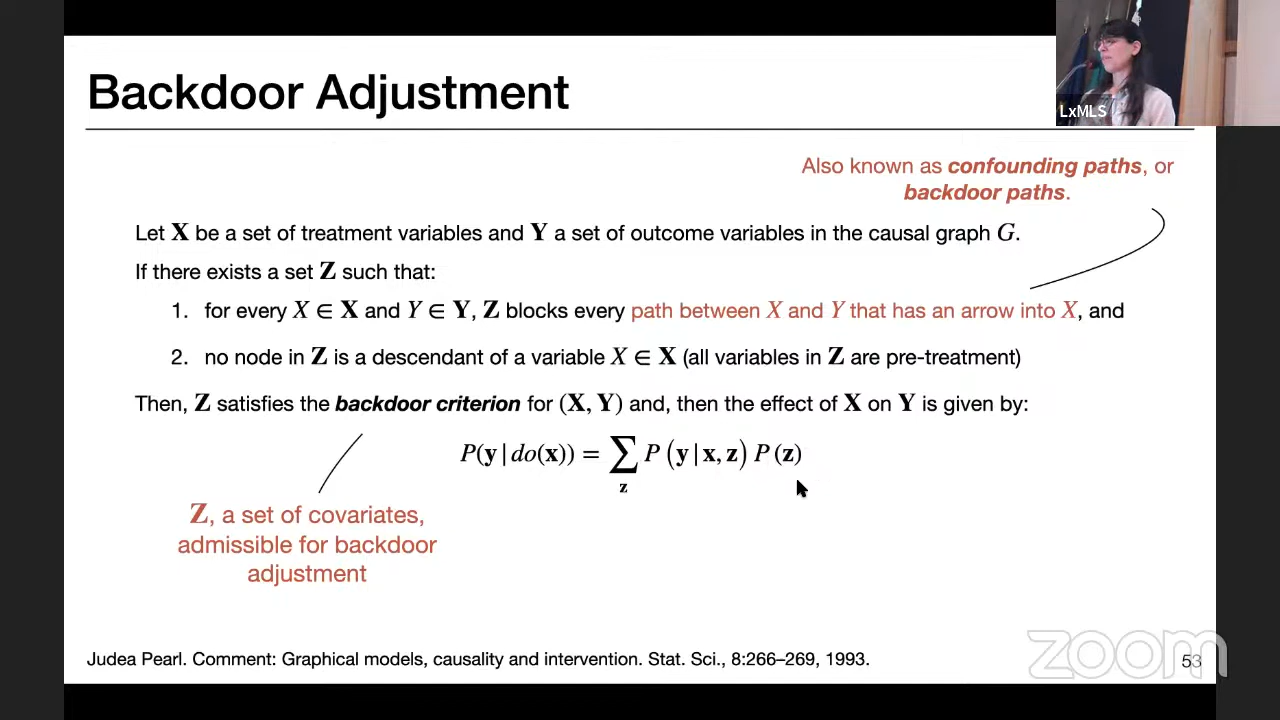 Backdoor Adjustment
LxMLS
Also known as confounding paths, or
backdoor paths.
Let X be a set of treatment variables and Y a set of outcome variables in the causal graph G.
If there exists a set Z such that:
1. for every X ∈ X and Y ∈ Y, Z blocks every path between X and Y that has an arrow into X, and
2. no node in Z is a descendant of a variable X ∈ X (all variables in Z are pre-treatment)
Then, Z satisfies the backdoor criterion for (X, Y) and, then the effect of X on Y is given by:
P(y | do(x)) = ∑ P (y | x, z) P (z)
z
Z, a set of covariates,
admissible for backdoor
adjustment
Judea Pearl. Comment: Graphical models, causality and intervention. Stat. Sci., 8:266–269, 1993.
zoom
53